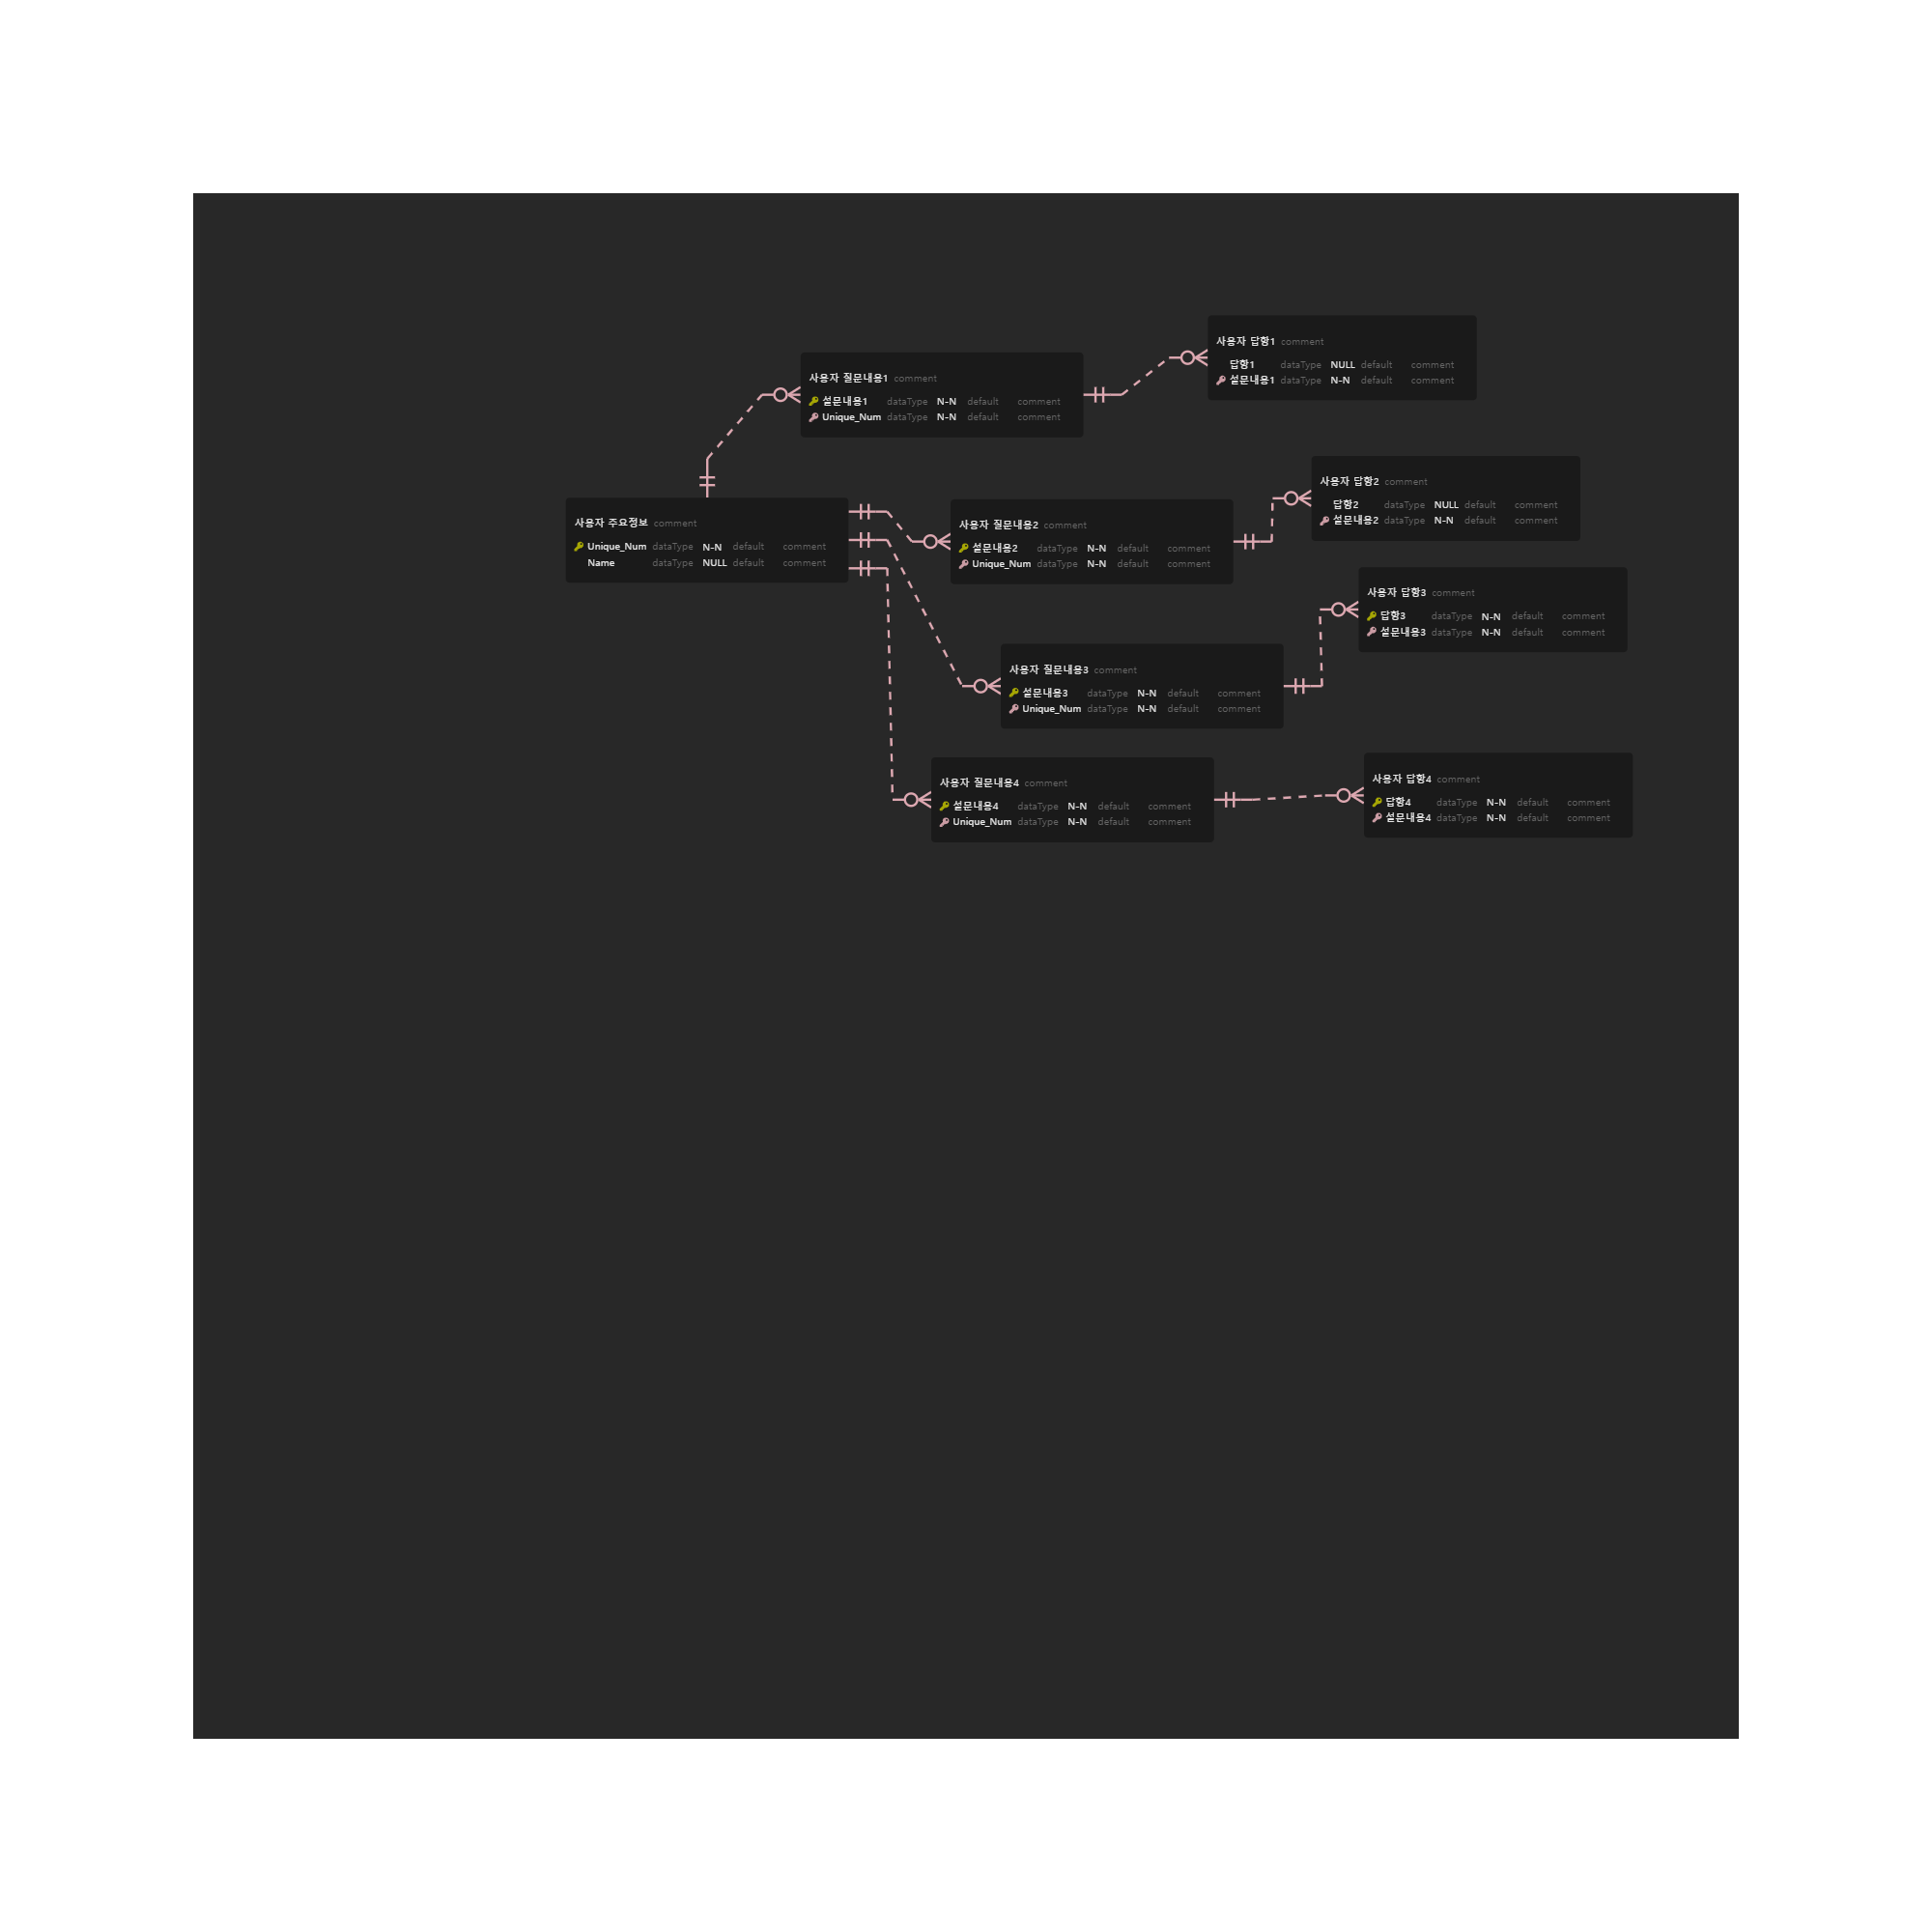 사용자 답항1 comment
답항1 dataType NULL default comment
설문내용1 dataType N-N default comment
사용자 질문내용1 comment
설문내용1 dataType N-N default comment
Unique_Num dataType N-N default comment
사용자 답항2 comment
답항2 dataType NULL default comment
설문내용2 dataType N-N default comment
사용자 주요정보 comment
Unique_Num dataType N-N default comment
Name dataType NULL default comment
사용자 질문내용2 comment
설문내용2 dataType N-N default comment
Unique_Num dataType N-N default comment
사용자 답항3 comment
답항3 dataType N-N default comment
설문내용3 dataType N-N default comment
사용자 질문내용3 comment
설문내용3 dataType N-N default comment
Unique_Num dataType N-N default comment
사용자 질문내용4 comment
설문내용4 dataType N-N default comment
Unique_Num dataType N-N default comment
사용자 답항4 comment
답항4 dataType N-N default comment
설문내용4 dataType N-N default comment